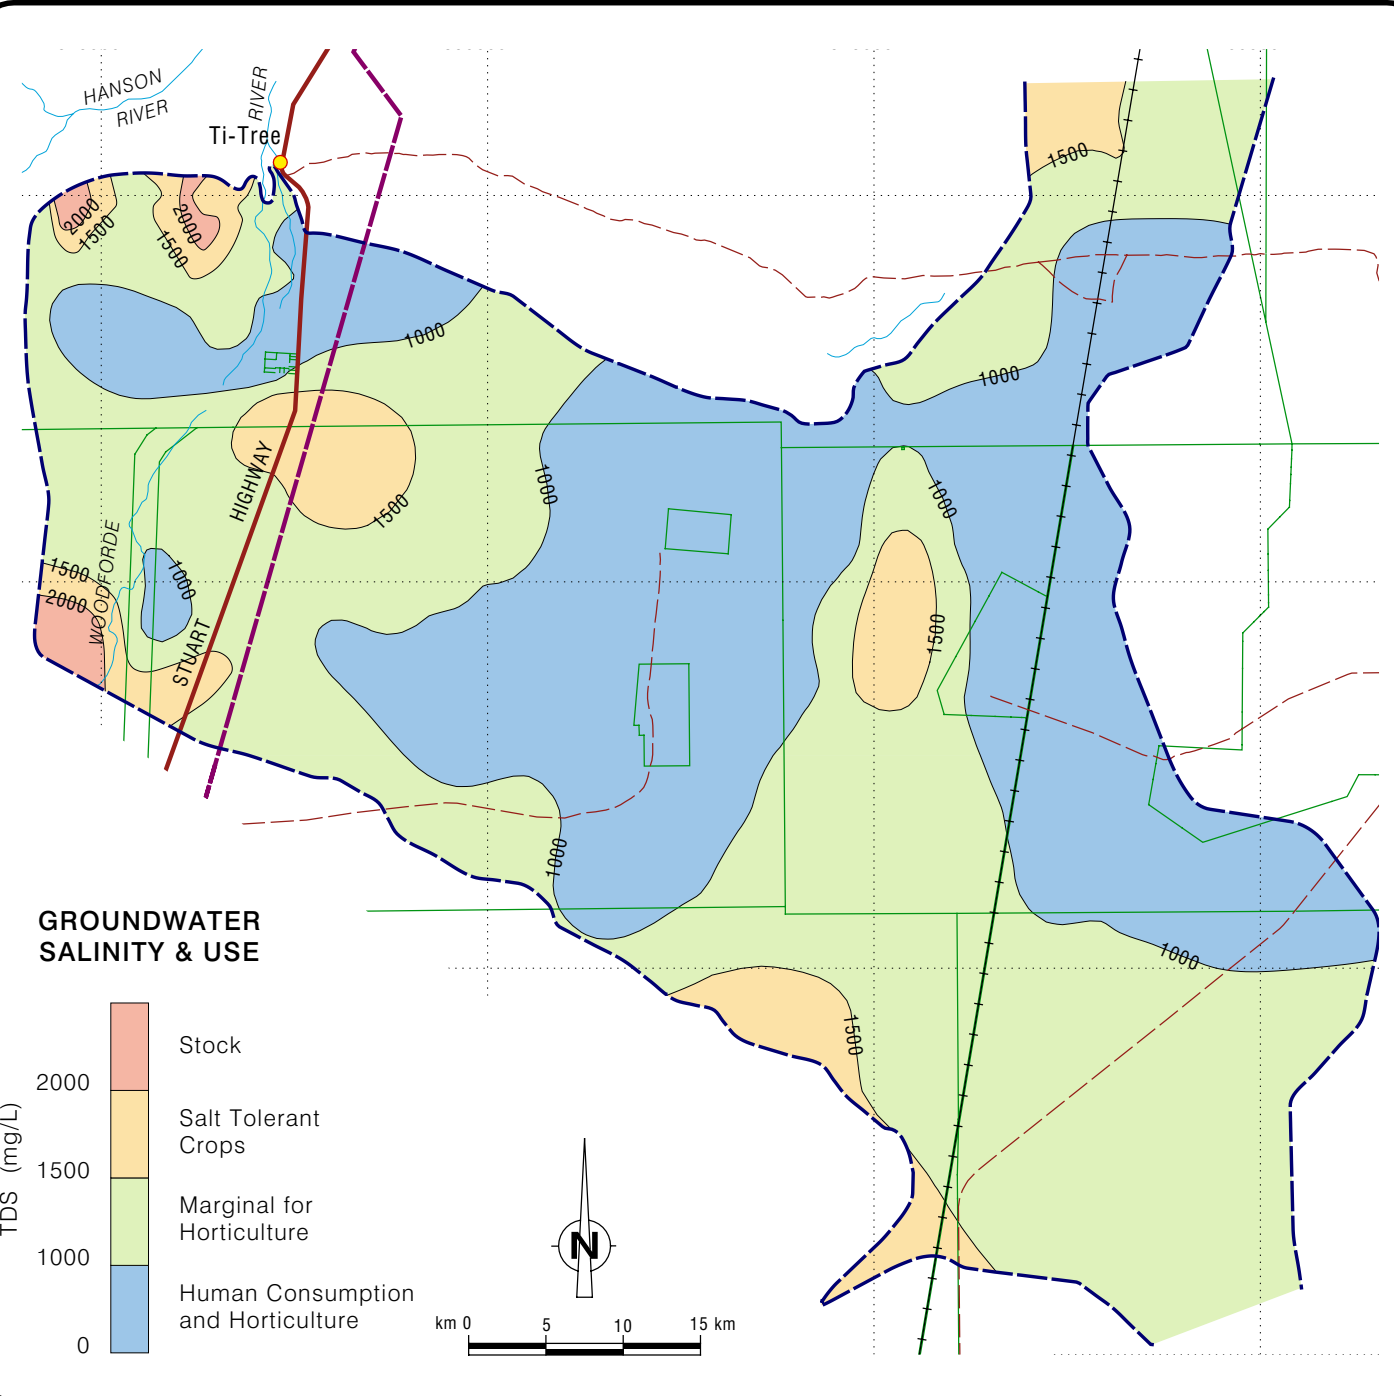 HANSON
RIVER
RIVER
Ti-Tree
1500
2000
1500
2000
1500
1000
1000
1000
1000
HIGHWAY
1500
1500
2000
WOODFORDE
1000
STUART
1500
1000
1000
1500
GROUNDWATER
SALINITY & USE
Stock
2000
Salt Tolerant
Crops
1500
Marginal for
Horticulture
1000
Human Consumption
and Horticulture
0
TDS (mg/L)
N
km 0 5 10 15 km